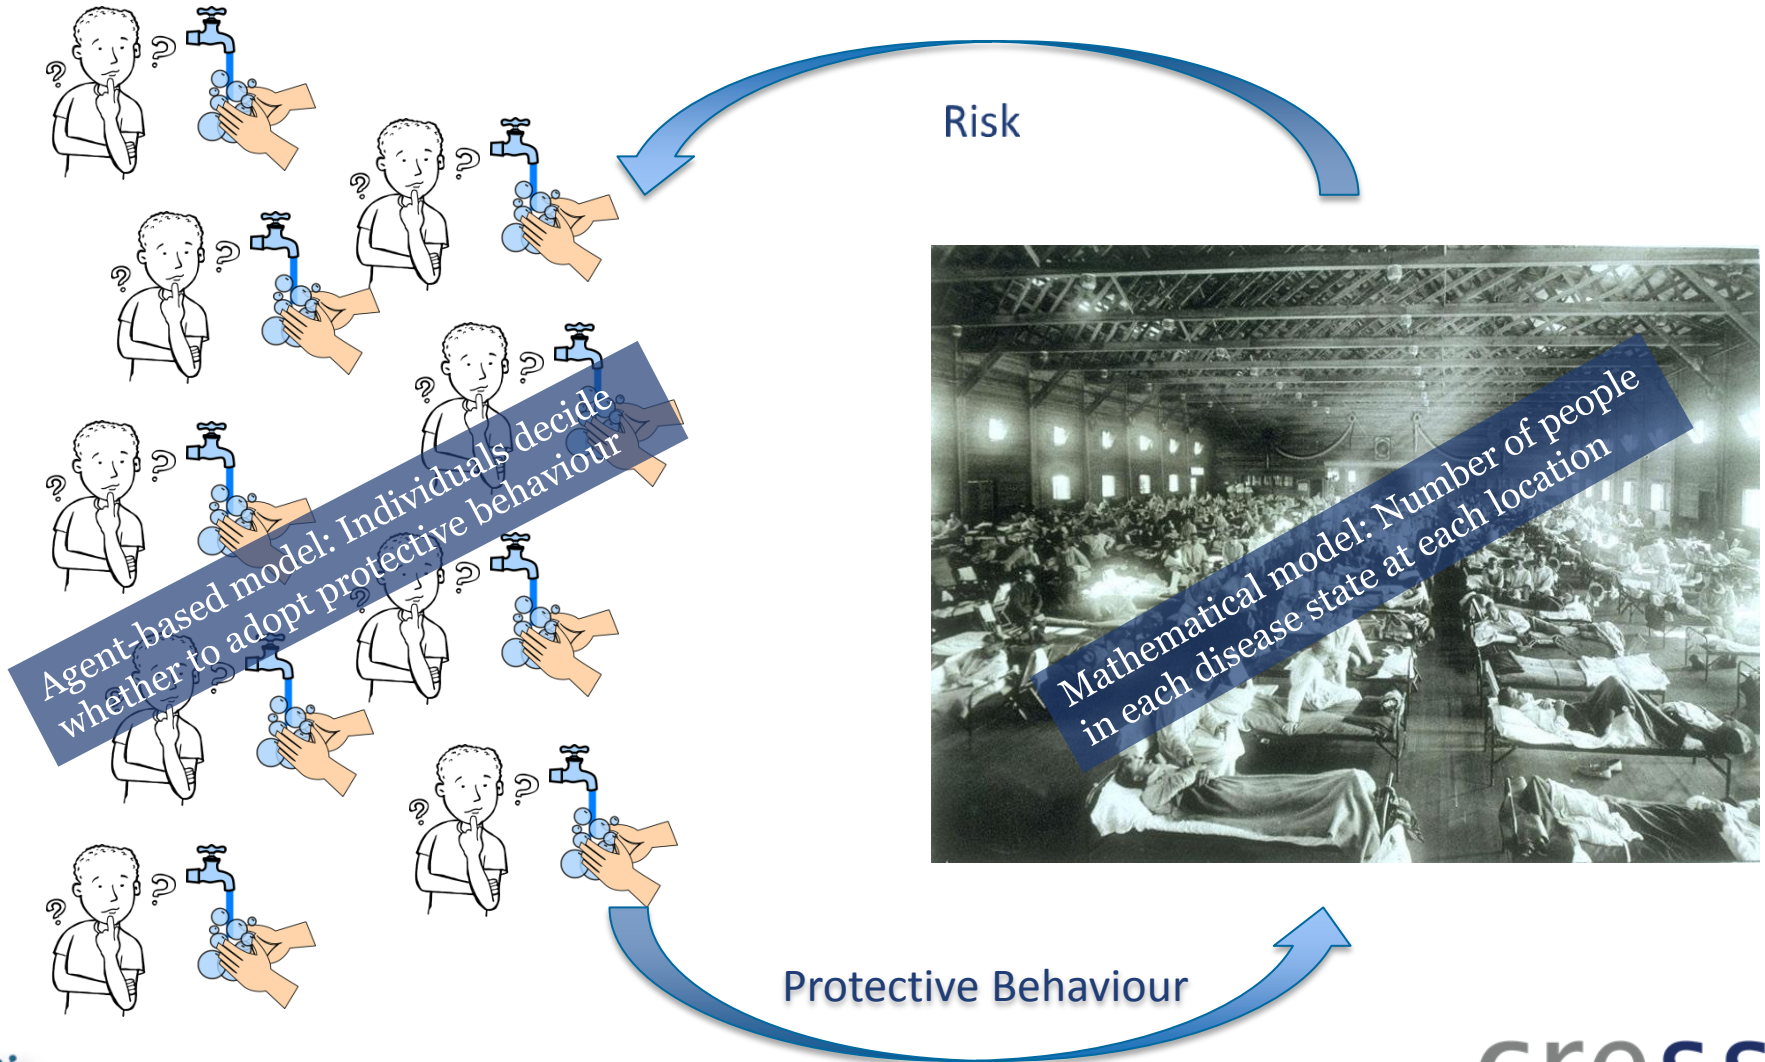 Risk
Agent-based model: Individuals decide
whether to adopt protective behaviour
Mathematical model: Number of people
in each disease state at each location
Protective Behaviour
cress